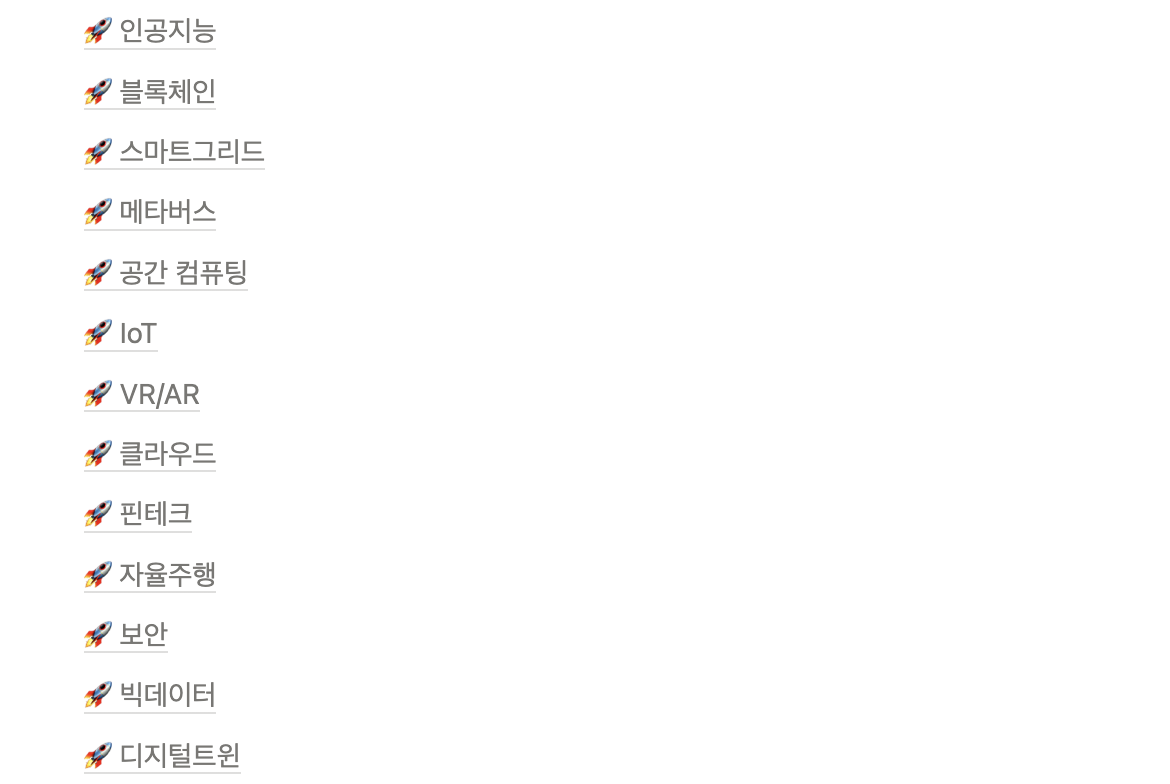 🚀 인공지능
🚀 블록체인
🚀 스마트그리드
🚀 메타버스
🚀 공간 컴퓨팅
🚀 IoT
🚀 VR/AR
🚀 클라우드
🚀 핀테크
🚀 자율주행
🚀 보안
🚀 빅데이터
🚀 디지털트윈